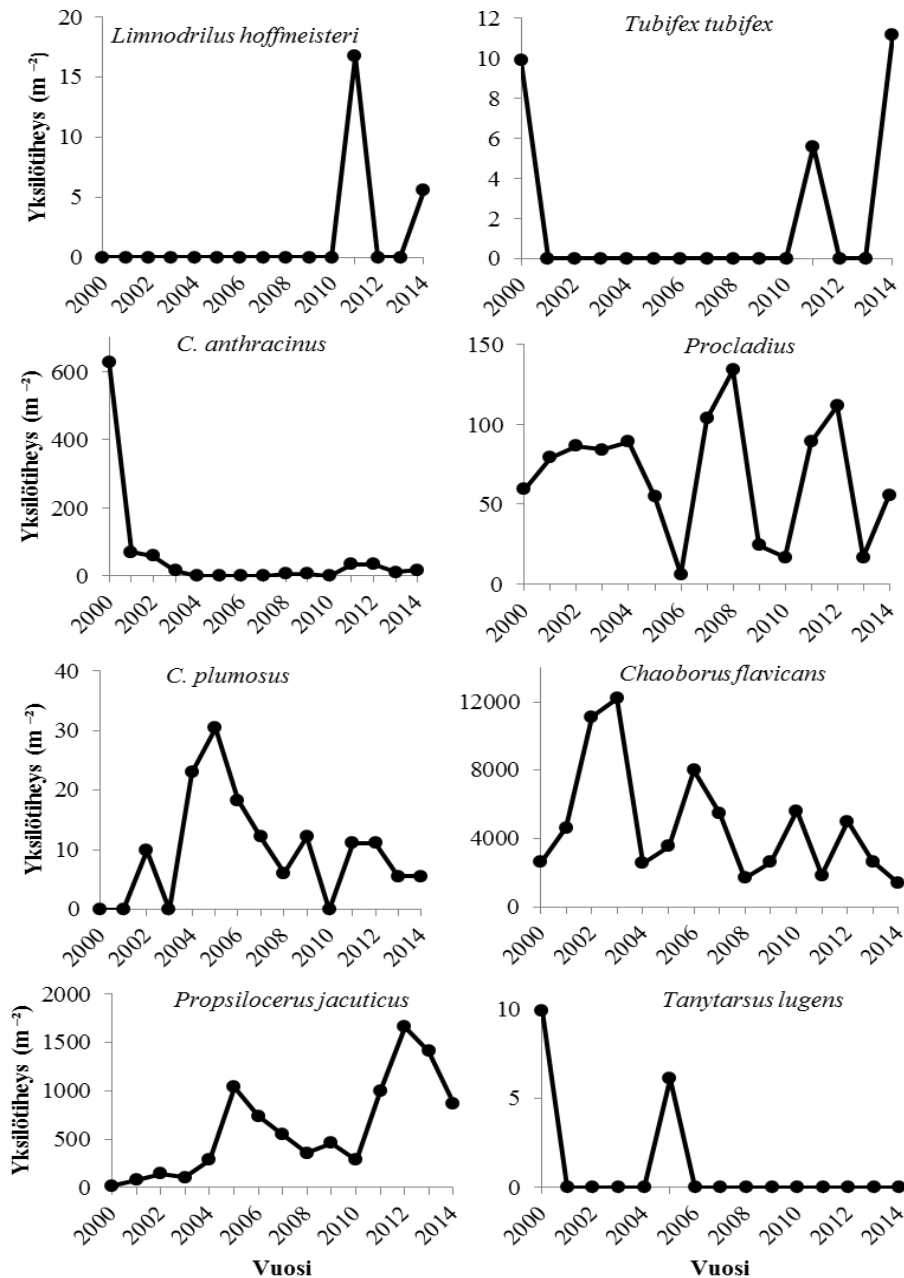 Limnodrilus hoffmeisteri
Yksilötiheys (m ⁻²)
20
15
10
5
0
2000 2002 2004 2006 2008 2010 2012 2014
Tubifex tubifex
12
10
8
6
4
2
0
2000 2002 2004 2006 2008 2010 2012 2014
C. anthracinus
Yksilötiheys (m ⁻²)
600
400
200
0
2000 2002 2004 2006 2008 2010 2012 2014
Procladius
150
100
50
0
2000 2002 2004 2006 2008 2010 2012 2014
C. plumosus
Yksilötiheys (m ⁻²)
40
30
20
10
0
2000 2002 2004 2006 2008 2010 2012 2014
Chaoborus flavicans
12000
8000
4000
0
2000 2002 2004 2006 2008 2010 2012 2014
Propsilocerus jacuticus
Yksilötiheys (m ⁻²)
2000
1500
1000
500
0
2000 2002 2004 2006 2008 2010 2012 2014
Vuosi
Tanytarsus lugens
10
5
0
2000 2002 2004 2006 2008 2010 2012 2014
Vuosi